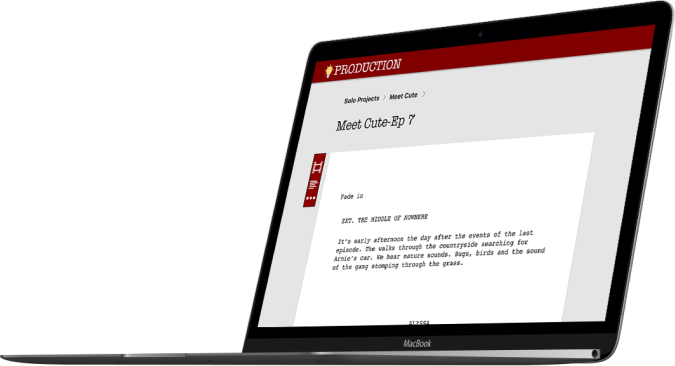 PRODUCTION
Solo Projects > Meet Cute >
Meet Cute-Ep 7
Fade in
EXT. THE MIDDLE OF NOWHERE
It's early afternoon the day after the events of the last
episode. The walks through the countryside searching for
Arnie's car. We hear nature sounds. Bugs, birds and the sound
of the gang stomping through the grass.
ALYSSA
MacBook